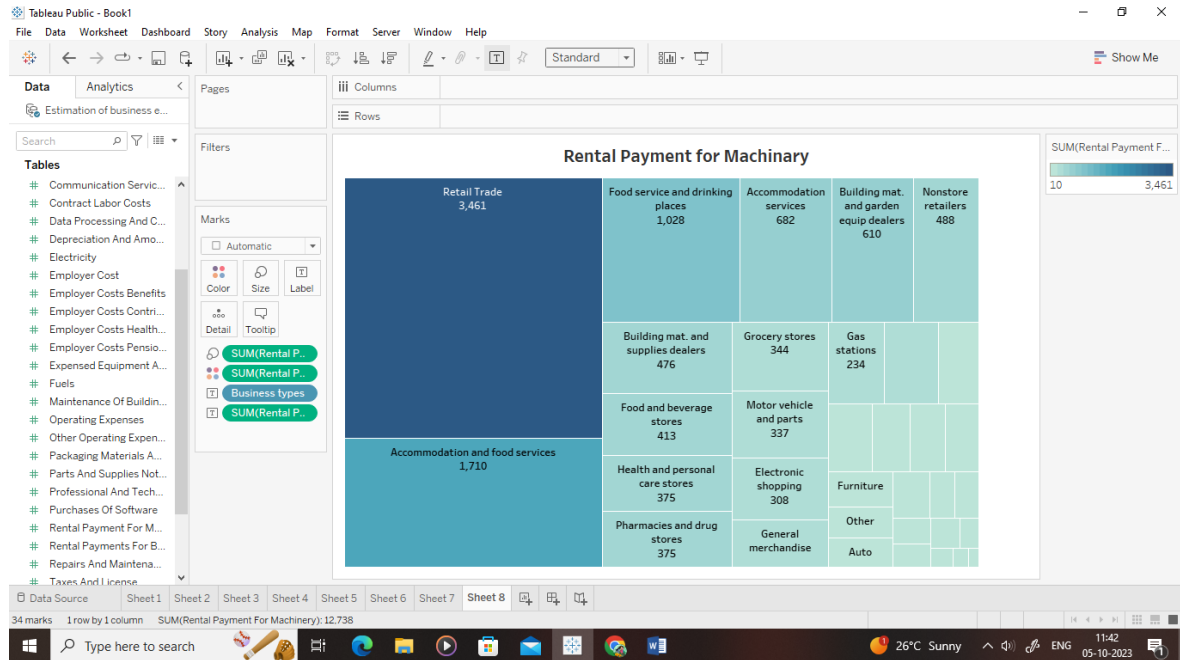 Tableau Public - Book1
File Data Worksheet Dashboard Story Analysis Map Format Server Window Help
Standard
Show Me
Data
Analytics
Pages
Columns
Estimation of business e...
Rows
Search
Filters
Tables
Communication Servic...
Contract Labor Costs
Data Processing And C...
Depreciation And Amo...
Electricity
Employer Cost
Employer Costs Benefits
Employer Costs Contri...
Employer Costs Health...
Employer Costs Pensio...
Expensed Equipment A...
Fuels
Maintenance Of Buildin...
Operating Expenses
Other Operating Expen...
Packaging Materials A...
Parts And Supplies Not...
Professional And Tech...
Purchases Of Software
Rental Payment For M...
Rental Payments For B...
Repairs And Maintena...
Taxes And License
Marks
Automatic
Color
Size
Label
Detail
Tooltip
SUM(Rental P..
SUM(Rental P..
Business types
SUM(Rental P..
Rental Payment for Machinary
Retail Trade
3,461
Accommodation and food services
1,710
Food service and drinking
places
1,028
Accommodation
services
682
Building mat.
and garden
equip dealers
610
Nonstore
retailers
488
Building mat. and
supplies dealers
476
Grocery stores
344
Gas
stations
234
Food and beverage
stores
413
Motor vehicle
and parts
337
Health and personal
care stores
375
Electronic
shopping
308
Furniture
Pharmacies and drug
stores
375
General
merchandise
Other
Auto
SUM(Rental Payment F...
10
3,461
Data Source
Sheet 1
Sheet 2
Sheet 3
Sheet 4
Sheet 5
Sheet 6
Sheet 7
Sheet 8
34 marks 1 row by 1 column SUM(Rental Payment For Machinary): 12,738
Type here to search
26°C Sunny
ENG
11:42
05-10-2023